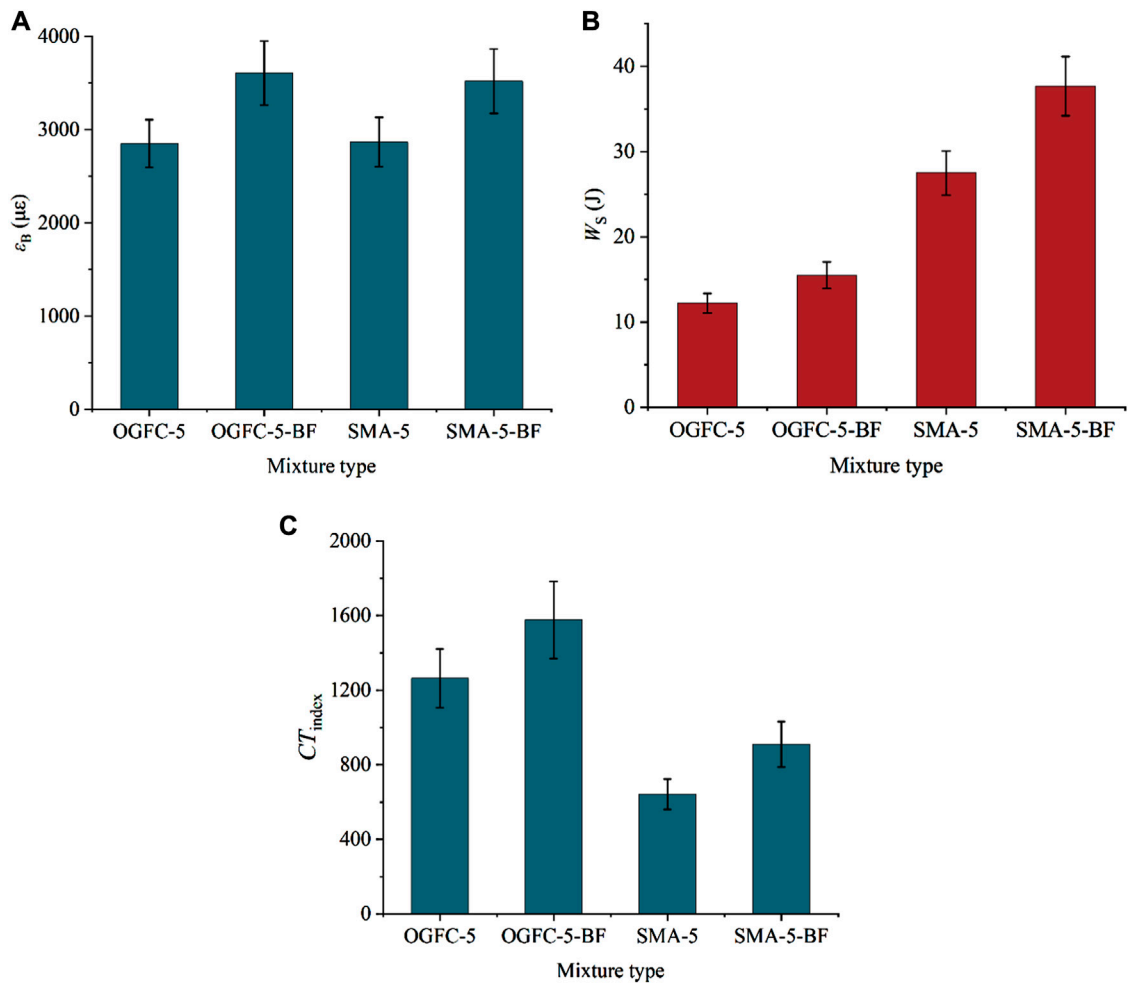 A
4000
3000
2000
1000
0
εB (με)
OGFC-5 OGFC-5-BF SMA-5 SMA-5-BF
Mixture type
B
40
30
20
10
0
WS (J)
OGFC-5 OGFC-5-BF SMA-5 SMA-5-BF
Mixture type
C
2000
1600
1200
800
400
0
CTindex
OGFC-5 OGFC-5-BF SMA-5 SMA-5-BF
Mixture type